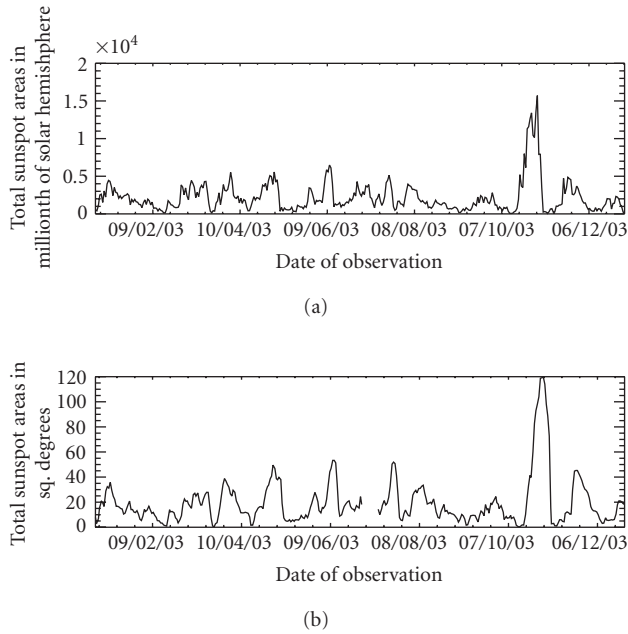 (a)
×10⁴
2
1.5
1
0.5
0
Total sunspot areas in
millionth of solar hemishphere
09/02/03 10/04/03 09/06/03 08/08/03 07/10/03 06/12/03
Date of observation
(a)
120
100
80
60
40
20
0
Total sunspot areas in
sq. degrees
09/02/03 10/04/03 09/06/03 08/08/03 07/10/03 06/12/03
Date of observation
(b)